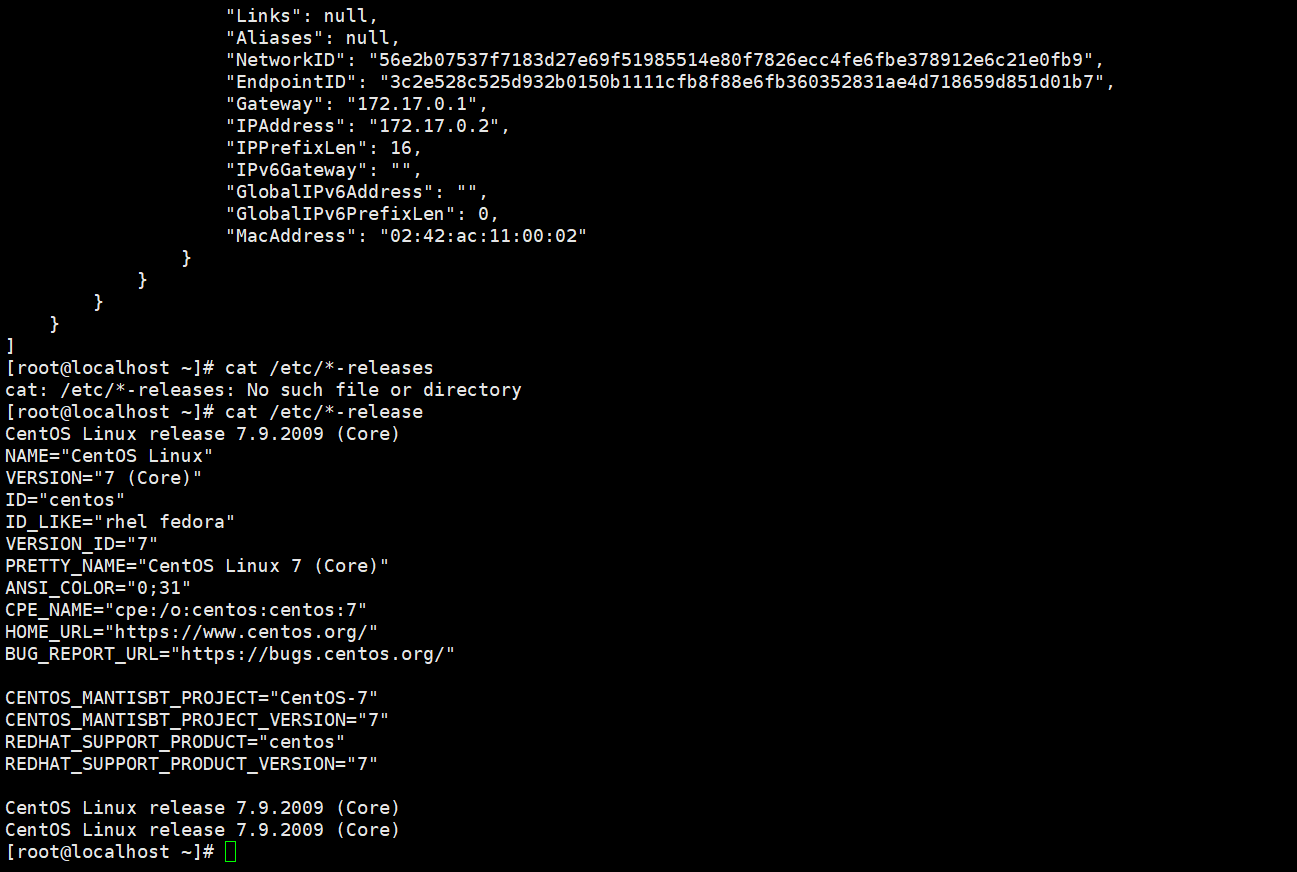 "Links": null,
"Aliases": null,
"NetworkID": "56e2b07537f7183d27e69f51985514e80f7826ecc4fe6fbe378912e6c21e0fb9",
"EndpointID": "3c2e528c525d932b0150b1111cfb8f88e6fb360352831ae4d718659d851d01b7",
"Gateway": "172.17.0.1",
"IPAddress": "172.17.0.2",
"IPPrefixLen": 16,
"IPv6Gateway": "",
"GlobalIPv6Address": "",
"GlobalIPv6PrefixLen": 0,
"MacAddress": "02:42:ac:11:00:02"
}
}
}
}
]
[root@localhost ~]# cat /etc/*-releases
cat: /etc/*-releases: No such file or directory
[root@localhost ~]# cat /etc/*-release
CentOS Linux release 7.9.2009 (Core)
NAME="CentOS Linux"
VERSION="7 (Core)"
ID="centos"
ID_LIKE="rhel fedora"
VERSION_ID="7"
PRETTY_NAME="CentOS Linux 7 (Core)"
ANSI_COLOR="0;31"
CPE_NAME="cpe:/o:centos:centos:7"
HOME_URL="https://www.centos.org/"
BUG_REPORT_URL="https://bugs.centos.org/"

CENTOS_MANTISBT_PROJECT="CentOS-7"
CENTOS_MANTISBT_PROJECT_VERSION="7"
REDHAT_SUPPORT_PRODUCT="centos"
REDHAT_SUPPORT_PRODUCT_VERSION="7"

CentOS Linux release 7.9.2009 (Core)
CentOS Linux release 7.9.2009 (Core)
[root@localhost ~]#